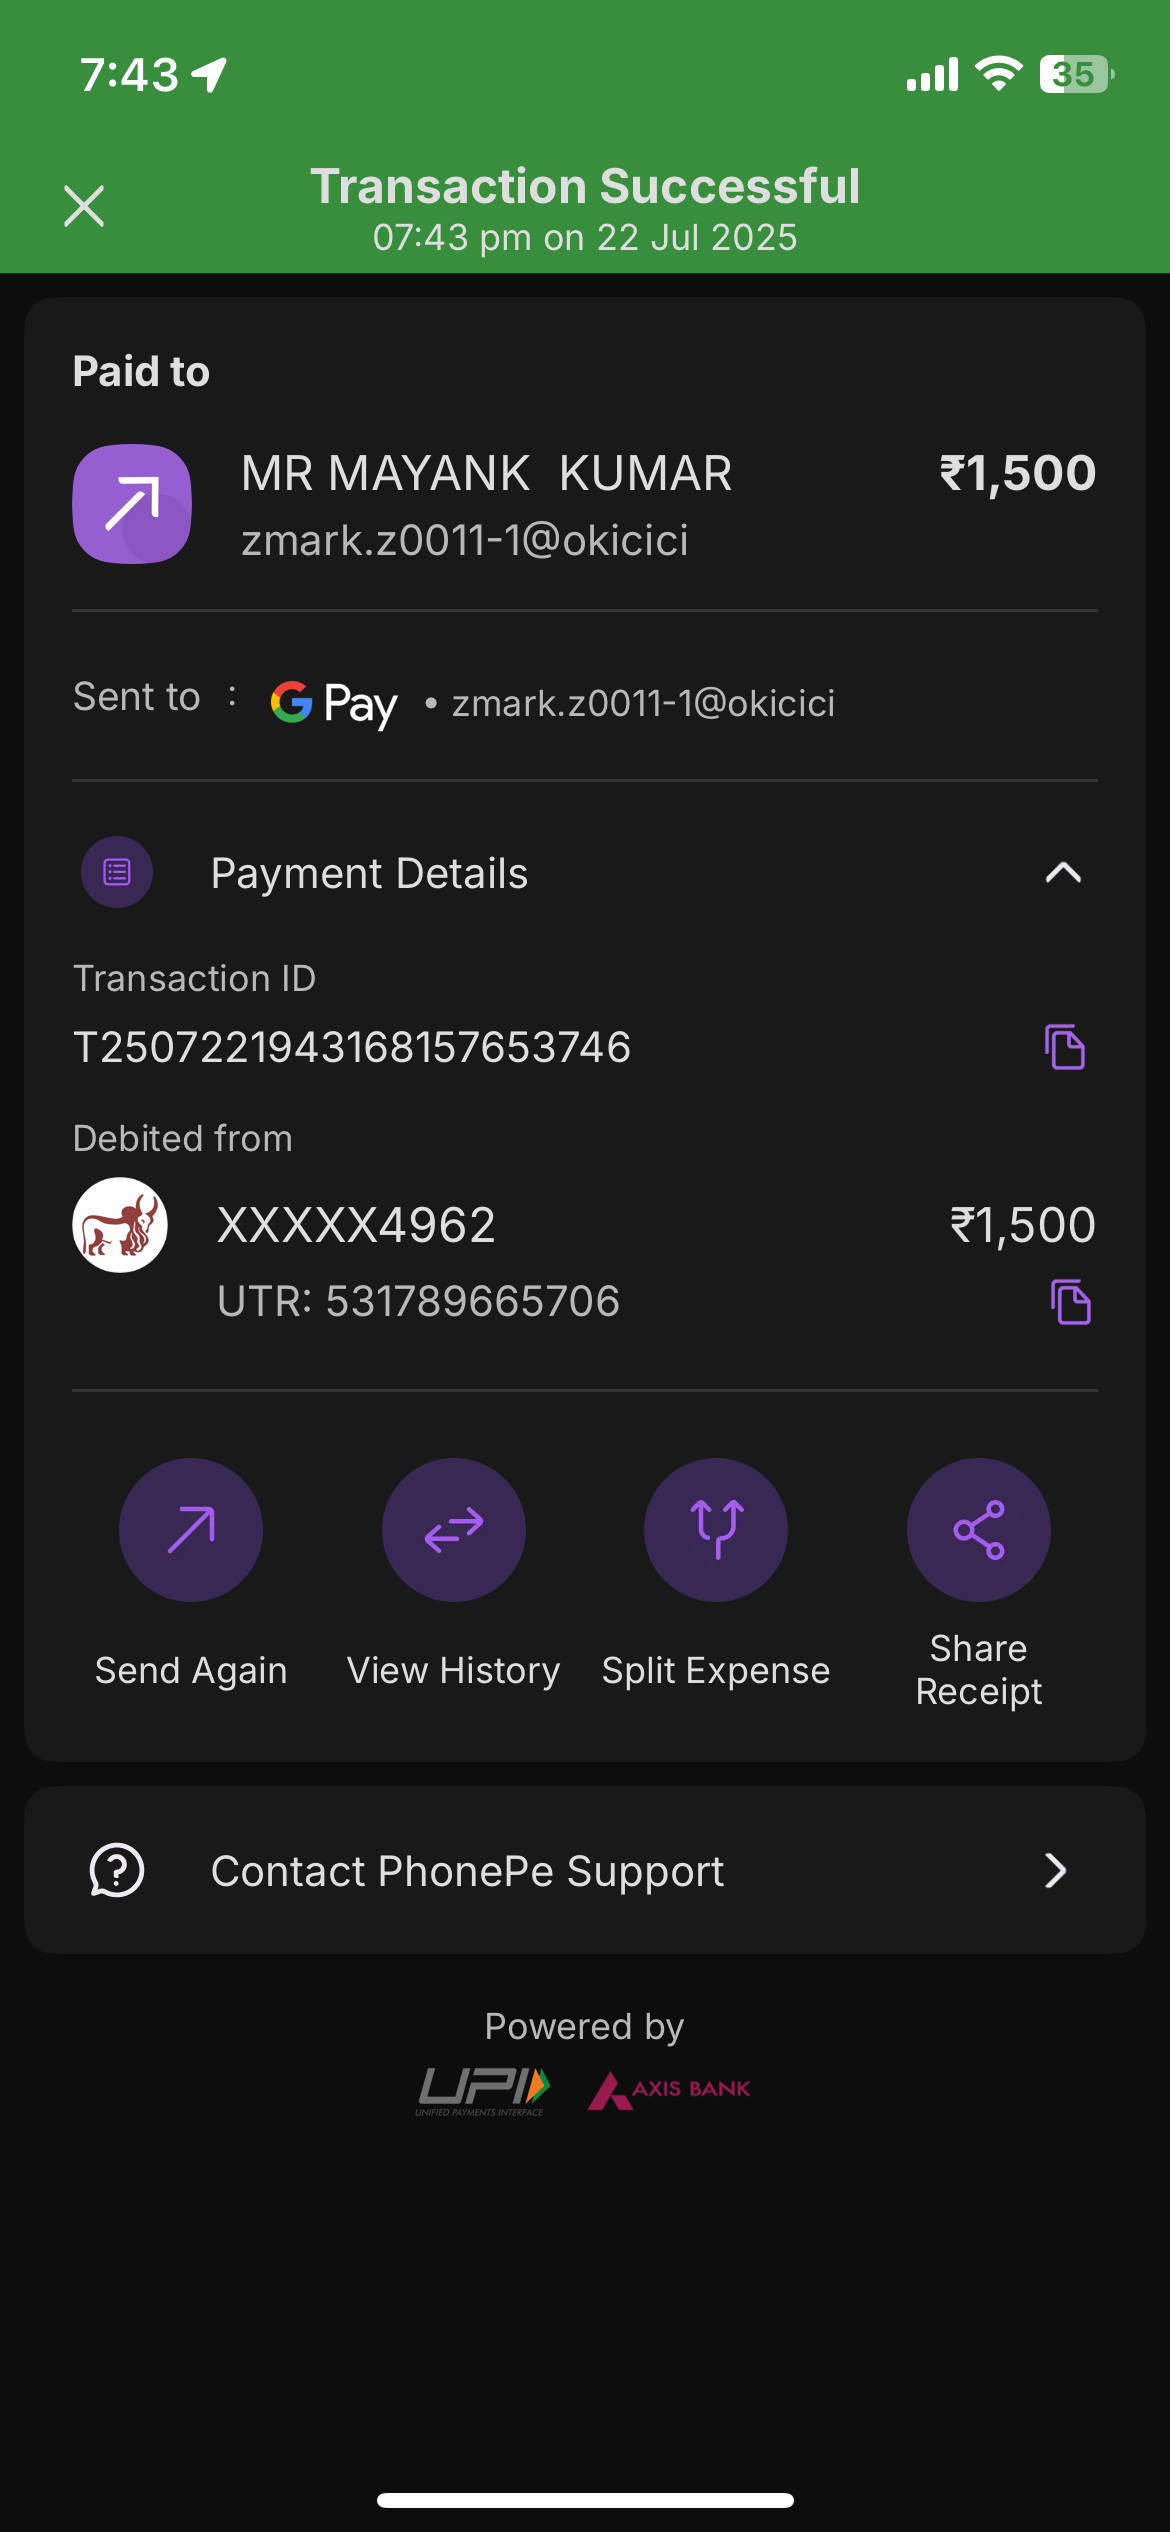 7:43
35
Transaction Successful
07:43 pm on 22 Jul 2025
Paid to
MR MAYANK  KUMAR ₹1,500
zmark.z0011-1@okicici
Sent to : G Pay • zmark.z0011-1@okicici
Payment Details
Transaction ID
T2507221943168157653746
Debited from
XXXXX4962 ₹1,500
UTR: 531789665706
Send Again
View History
Split Expense
Share Receipt
Contact PhonePe Support
Powered by
UPI AXIS BANK
UNIFIED PAYMENTS INTERFACE